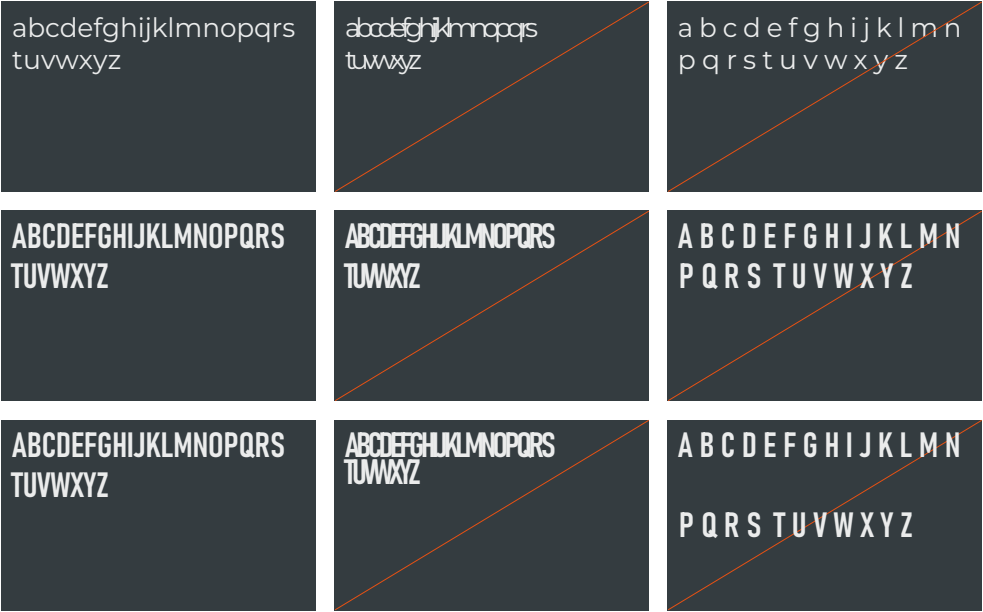 abcdefghijklmnopqrs
tuvwxyz
abcdefghijklmnopqrs
tuvwxyz
a b c d e f g h i j k l m n
p q r s t u v w x y z
ABCDEFGHIJKLMNOPQRS
TUVWXYZ
ABCDEFGHIJKLMNOPQRS
TUVWXYZ
A B C D E F G H I J K L M N
P Q R S T U V W X Y Z
ABCDEFGHIJKLMNOPQRS
TUVWXYZ
ABCDEFGHIJKLMNOPQRS
TUVWXYZ
A B C D E F G H I J K L M N
P Q R S T U V W X Y Z